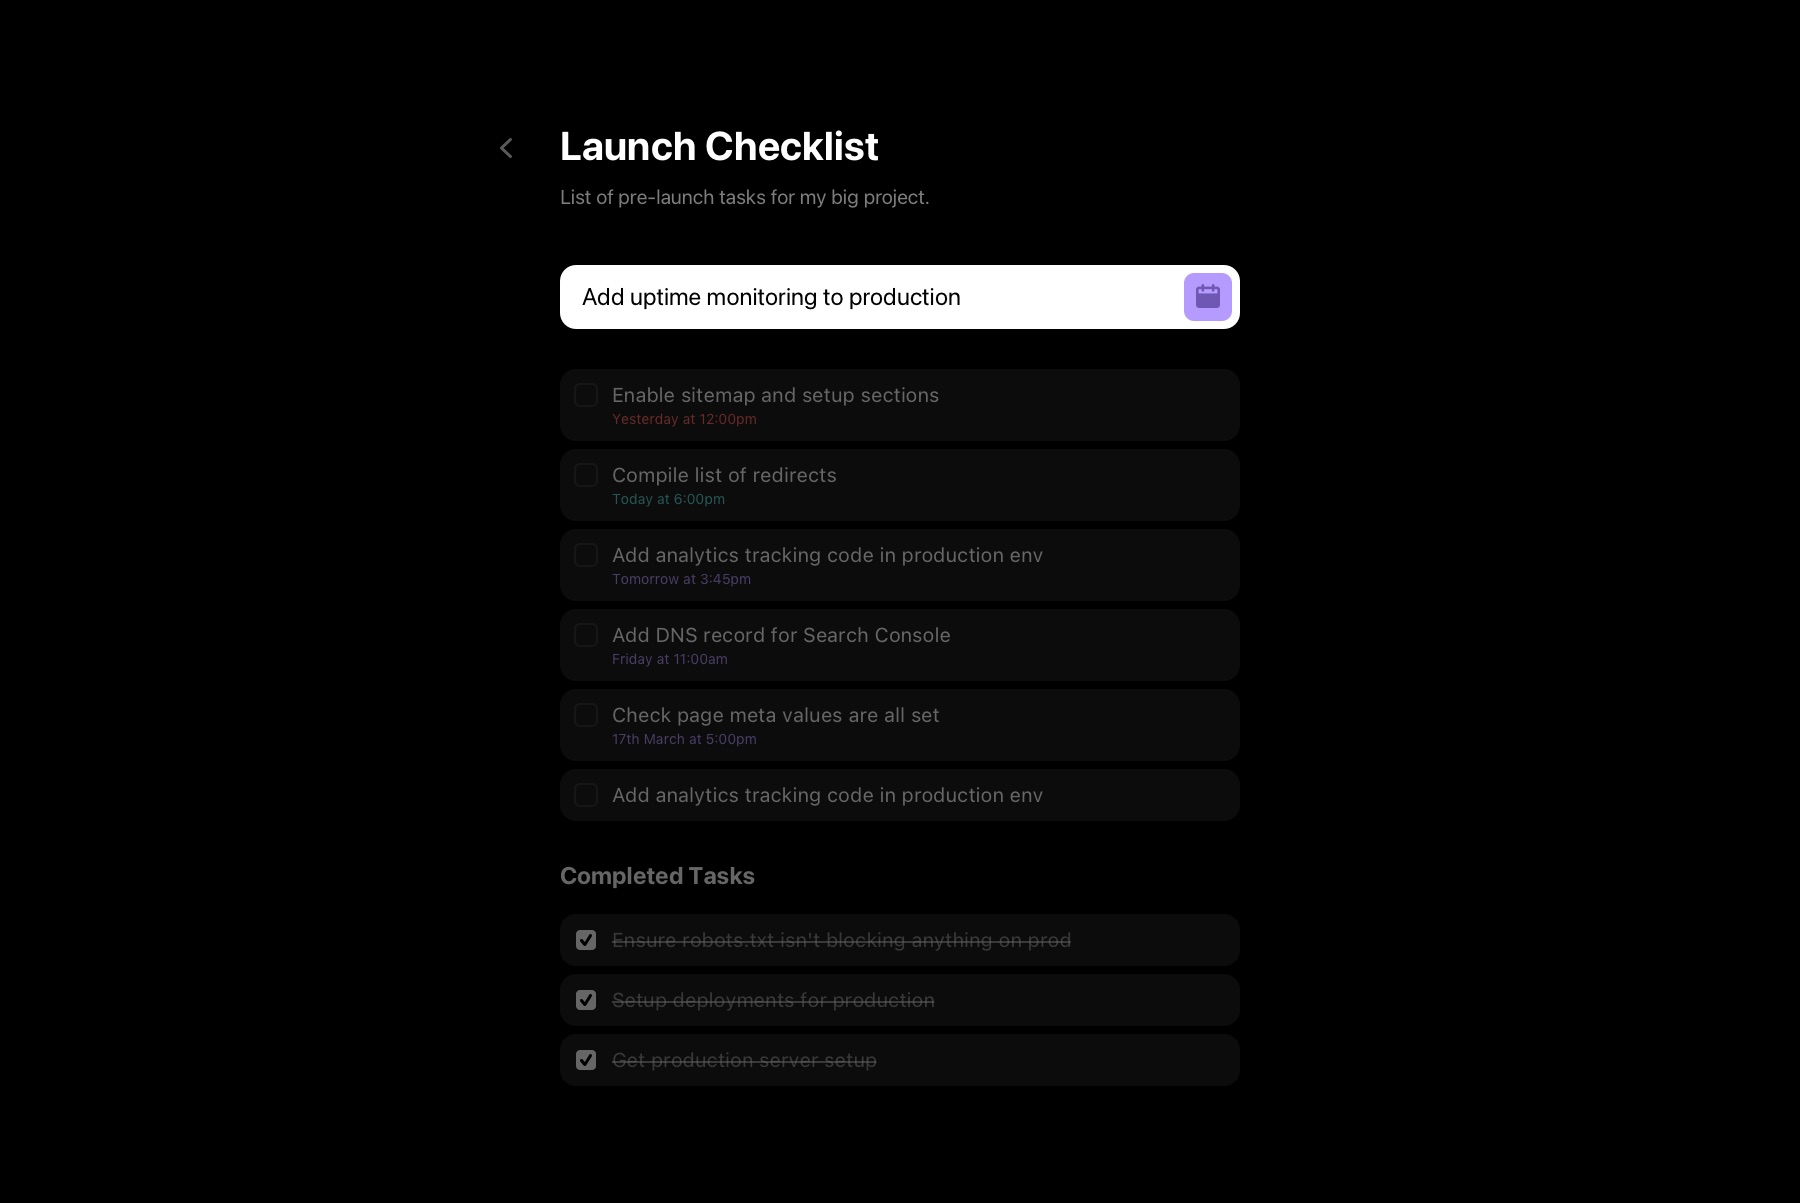 Launch Checklist
List of pre-launch tasks for my big project.
Add uptime monitoring to production
Enable sitemap and setup sections
Yesterday at 12:00pm
Compile list of redirects
Today at 6:00pm
Add analytics tracking code in production env
Tomorrow at 3:45pm
Add DNS record for Search Console
Friday at 11:00am
Check page meta values are all set
17th March at 5:00pm
Add analytics tracking code in production env
Completed Tasks
Ensure robots.txt isn't blocking anything on prod
Setup deployments for production
Get production server setup